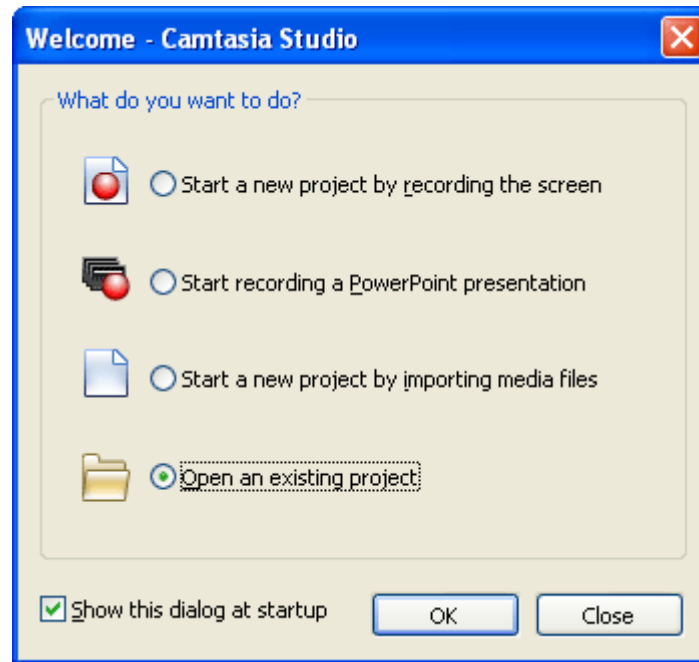 Welcome - Camtasia Studio
What do you want to do?
Start a new project by recording the screen
Start recording a PowerPoint presentation
Start a new project by importing media files
Open an existing project
Show this dialog at startup OK Close